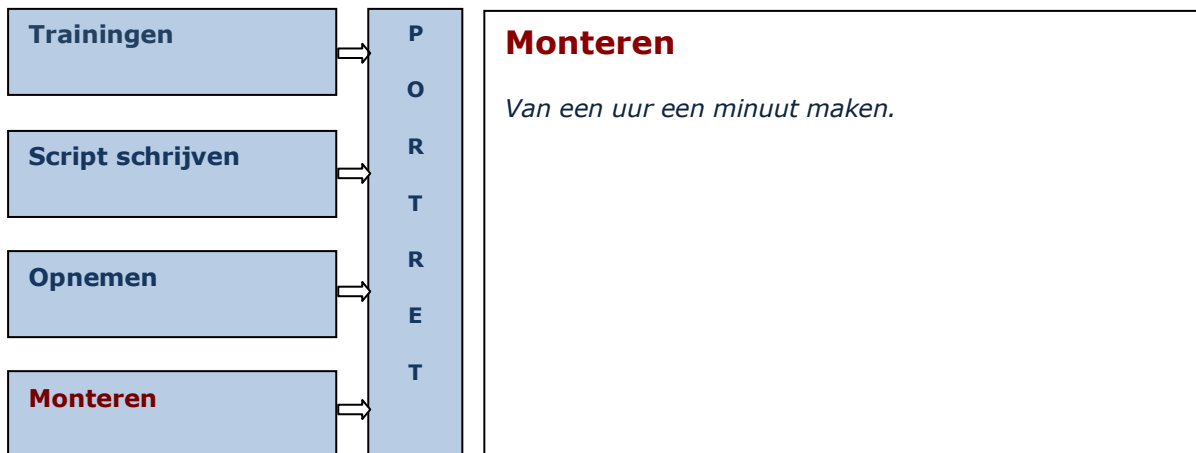 Trainingen
Script schrijven
Opnemen
Monteren
P
O
R
T
R
E
T
Monteren
Van een uur een minuut maken.